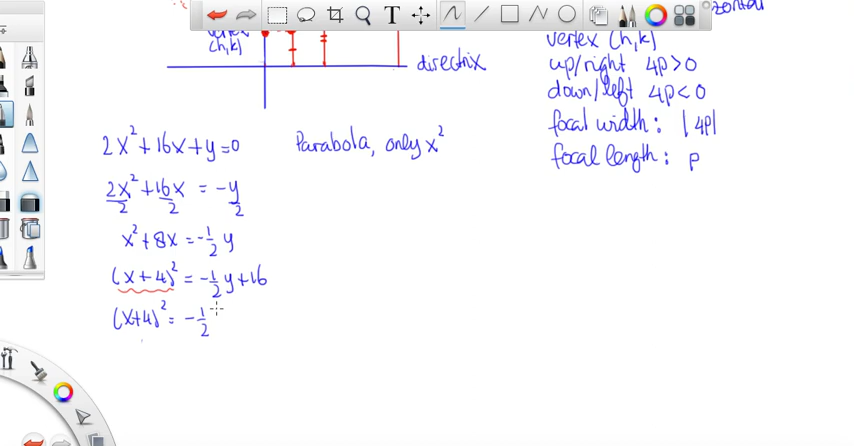 zontal
vertex
(h,k)
directrix
vertex (h,k)
up/right 4p>0
down/left 4p<0
focal width: |4p|
focal length: p
2x²+16x+y=0 Parabola, only x²
2x²/2 + 16x/2 = -y/2
x²+8x = -1/2 y
(x+4)² = -1/2 y+16
(x+4)² = -1/2